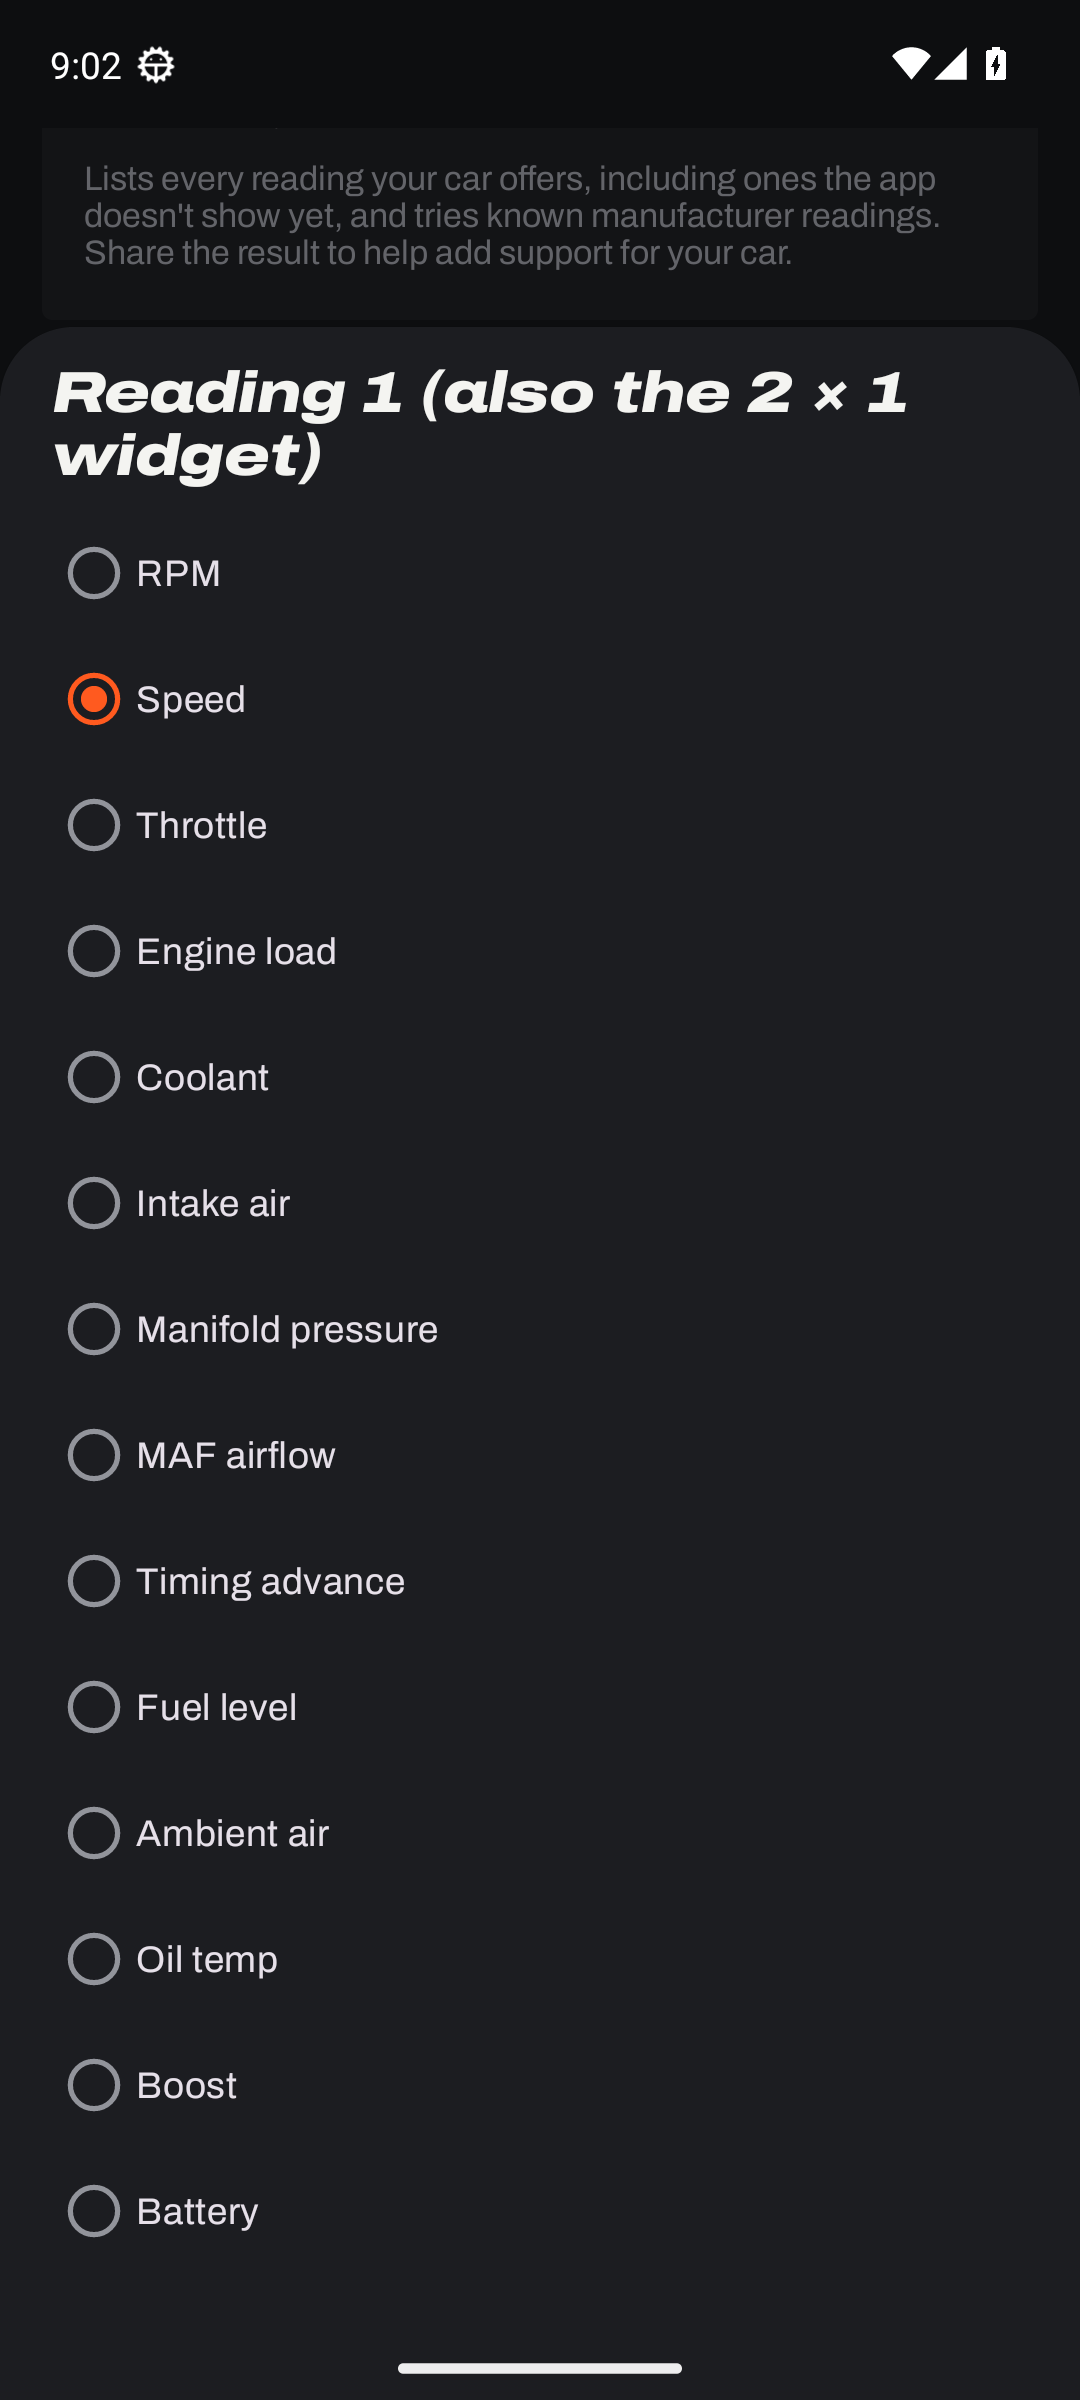 9:02
Lists every reading your car offers, including ones the app
doesn't show yet, and tries known manufacturer readings.
Share the result to help add support for your car.
Reading 1 (also the 2 × 1
widget)
RPM
Speed
Throttle
Engine load
Coolant
Intake air
Manifold pressure
MAF airflow
Timing advance
Fuel level
Ambient air
Oil temp
Boost
Battery